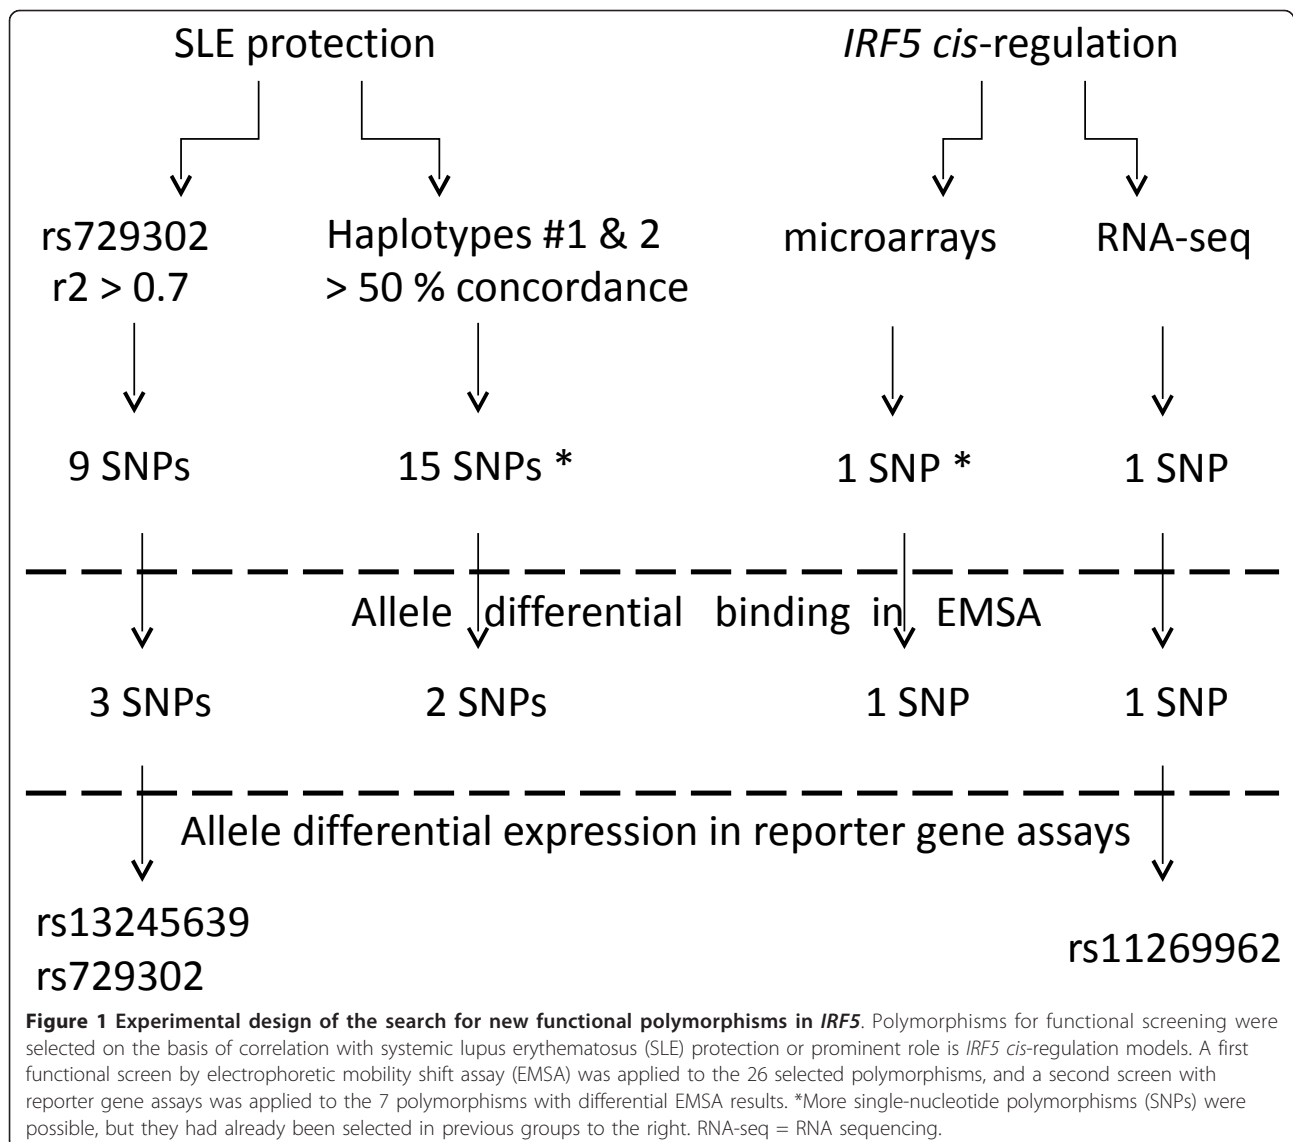 SLE protection
IRF5 cis-regulation
rs729302
r2 > 0.7
Haplotypes #1 & 2
> 50 % concordance
microarrays
RNA-seq
9 SNPs
15 SNPs *
1 SNP *
1 SNP
Allele differential binding in EMSA
3 SNPs
2 SNPs
1 SNP
1 SNP
Allele differential expression in reporter gene assays
rs13245639
rs729302
rs11269962
Figure 1 Experimental design of the search for new functional polymorphisms in IRF5. Polymorphisms for functional screening were
selected on the basis of correlation with systemic lupus erythematosus (SLE) protection or prominent role is IRF5 cis-regulation models. A first
functional screen by electrophoretic mobility shift assay (EMSA) was applied to the 26 selected polymorphisms, and a second screen with
reporter gene assays was applied to the 7 polymorphisms with differential EMSA results. *More single-nucleotide polymorphisms (SNPs) were
possible, but they had already been selected in previous groups to the right. RNA-seq = RNA sequencing.